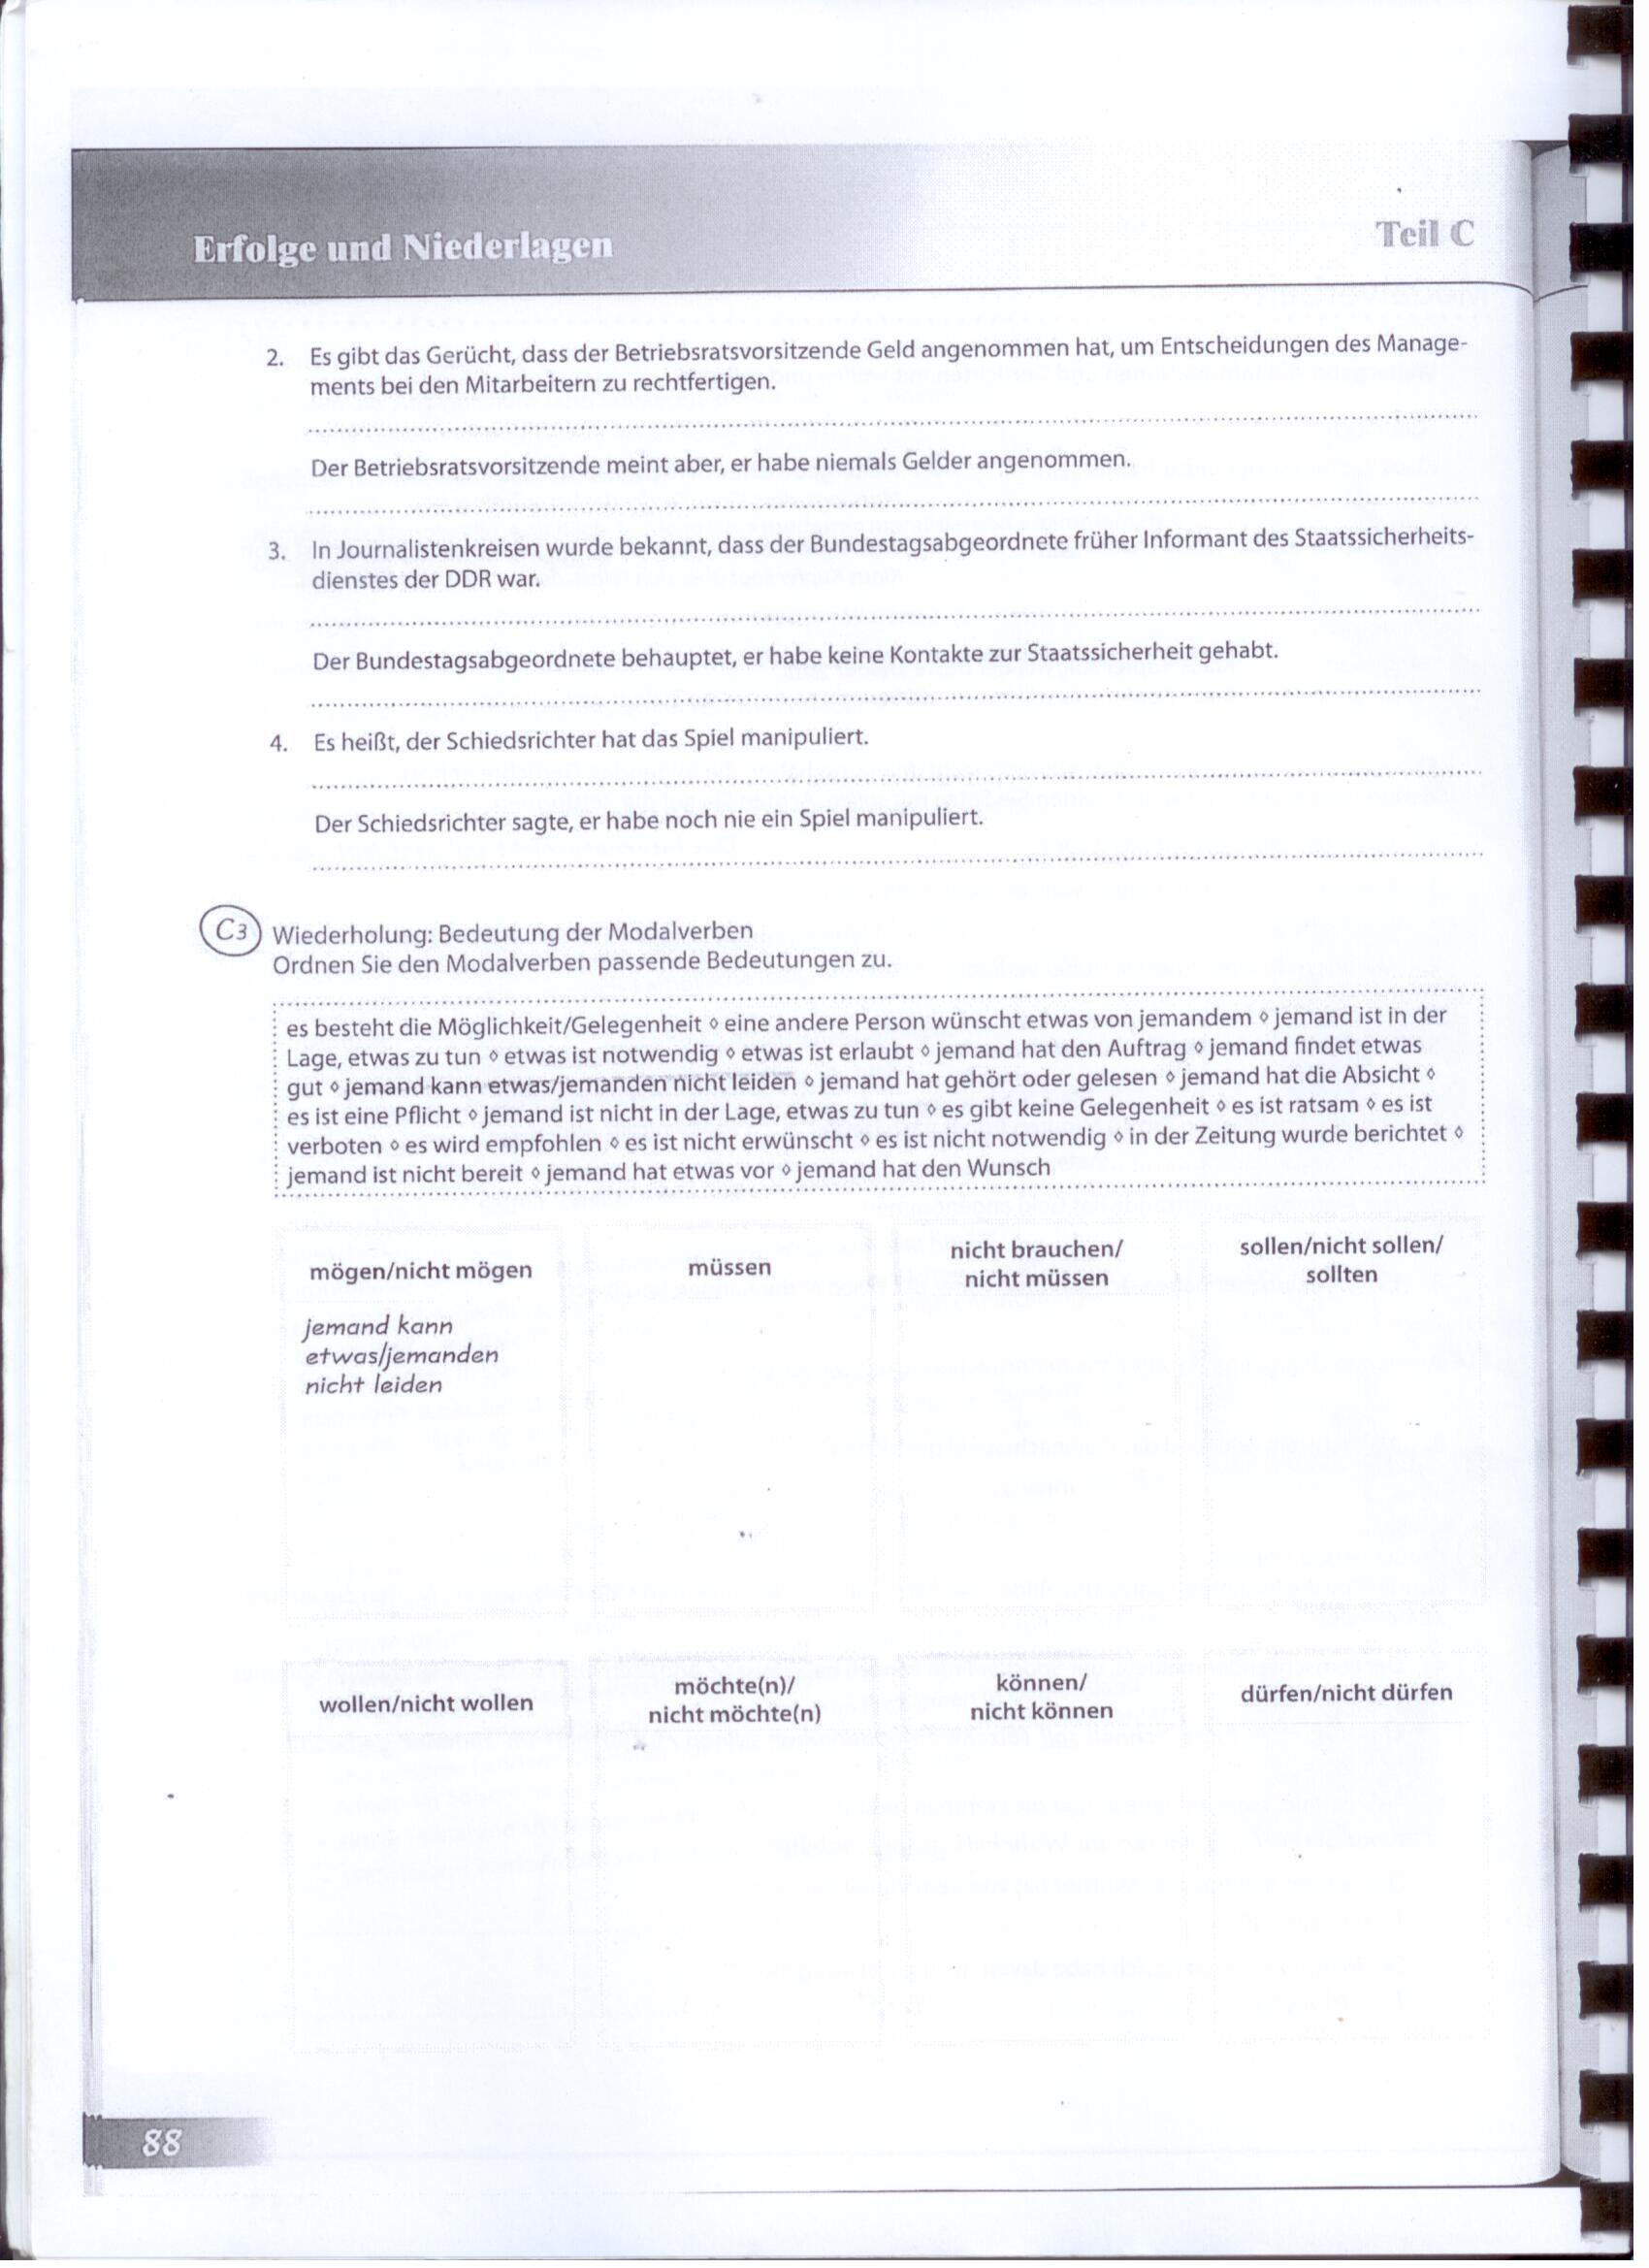 Erfolge und Niederlagen
Teil C
2. Es gibt das Gerücht, dass der Betriebsratsvorsitzende Geld angenommen hat, um Entscheidungen des Manage-
ments bei den Mitarbeitern zu rechtfertigen.
Der Betriebsratsvorsitzende meint aber, er habe niemals Gelder angenommen.
3. In Journalistenkreisen wurde bekannt, dass der Bundestagsabgeordnete früher Informant des Staatssicherheits-
dienstes der DDR war.
Der Bundestagsabgeordnete behauptet, er habe keine Kontakte zur Staatssicherheit gehabt.
4. Es heißt, der Schiedsrichter hat das Spiel manipuliert.
Der Schiedsrichter sagte, er habe noch nie ein Spiel manipuliert.
C3 Wiederholung: Bedeutung der Modalverben
Ordnen Sie den Modalverben passende Bedeutungen zu.
es besteht die Möglichkeit/Gelegenheit ⋄ eine andere Person wünscht etwas von jemandem ⋄ jemand ist in der
Lage, etwas zu tun ⋄ etwas ist notwendig ⋄ etwas ist erlaubt ⋄ jemand hat den Auftrag ⋄ jemand findet etwas
gut ⋄ jemand kann etwas/jemanden nicht leiden ⋄ jemand hat gehört oder gelesen ⋄ jemand hat die Absicht ⋄
es ist eine Pflicht ⋄ jemand ist nicht in der Lage, etwas zu tun ⋄ es gibt keine Gelegenheit ⋄ es ist ratsam ⋄ es ist
verboten ⋄ es wird empfohlen ⋄ es ist nicht erwünscht ⋄ es ist nicht notwendig ⋄ in der Zeitung wurde berichtet ⋄
jemand ist nicht bereit ⋄ jemand hat etwas vor ⋄ jemand hat den Wunsch
mögen/nicht mögen
jemand kann
etwas/jemanden
nicht leiden
müssen
nicht brauchen/
nicht müssen
sollen/nicht sollen/
sollten
wollen/nicht wollen
möchte(n)/
nicht möchte(n)
können/
nicht können
dürfen/nicht dürfen
88